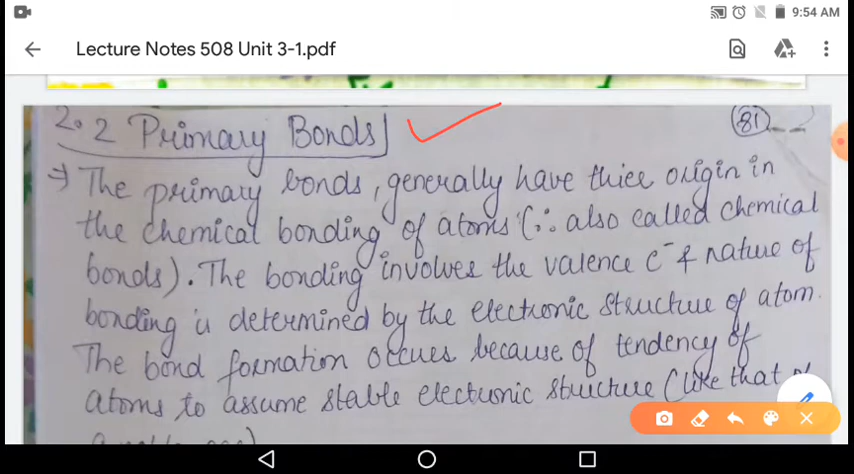 9:54 AM
Lecture Notes 508 Unit 3-1.pdf
2.2 Primary Bonds
81
⇒ The primary bonds, generally have thier origin in
the chemical bonding of atoms (∴ also called chemical
bonds). The bonding involves the valence e⁻ & nature of
bonding is determined by the electronic structure of atom.
The bond formation occurs because of tendency of
atoms to assume stable electronic structure (like that